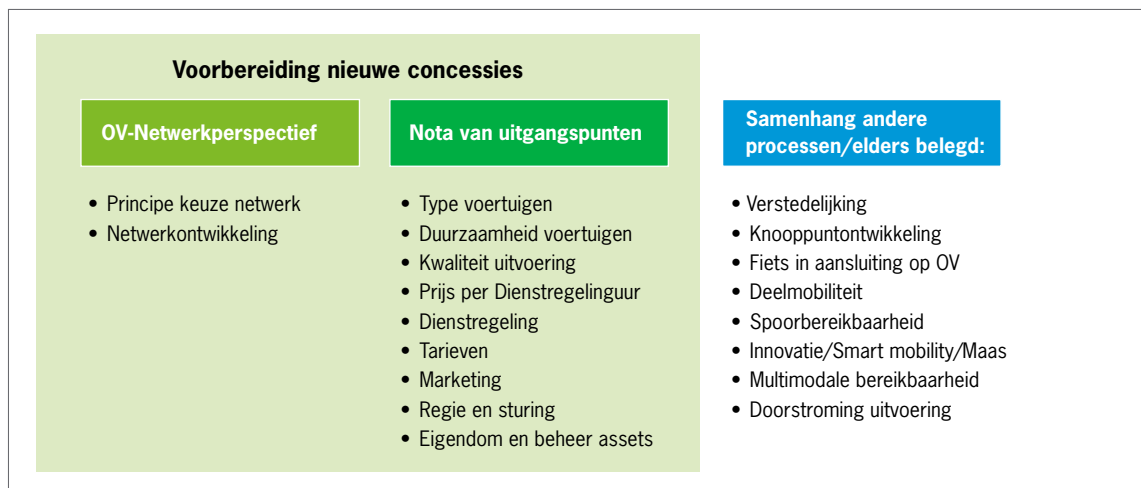 Voorbereiding nieuwe concessies
OV-Netwerkperspectief
• Principe keuze netwerk
• Netwerkontwikkeling
Nota van uitgangspunten
• Type voertuigen
• Duurzaamheid voertuigen
• Kwaliteit uitvoering
• Prijs per Dienstregelinguur
• Dienstregeling
• Tarieven
• Marketing
• Regie en sturing
• Eigendom en beheer assets
Samenhang andere
processen/elders belegd:
• Verstedelijking
• Knooppuntontwikkeling
• Fiets in aansluiting op OV
• Deelmobiliteit
• Spoorbereikbaarheid
• Innovatie/Smart mobility/Maas
• Multimodale bereikbaarheid
• Doorstroming uitvoering